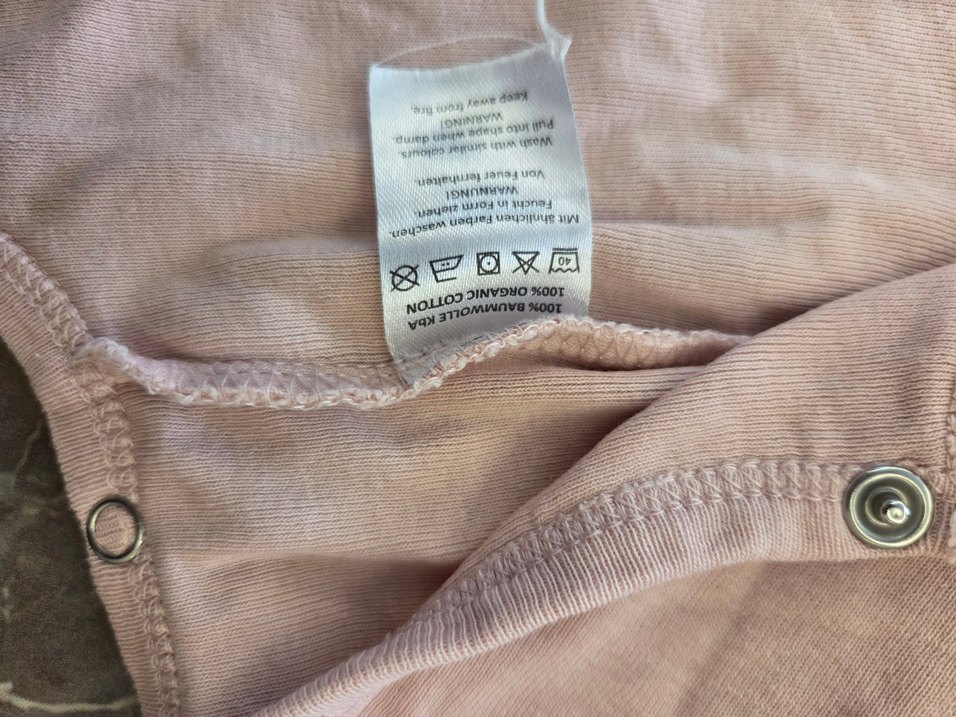 100% BAUMWOLLE KbA
100% ORGANIC COTTON
40
Mit ähnlichen Farben waschen.
Feucht in Form ziehen.
WARNUNG!
Von Feuer fernhalten.
Wash with similar colours.
Pull into shape when damp.
WARNING!
Keep away from fire.